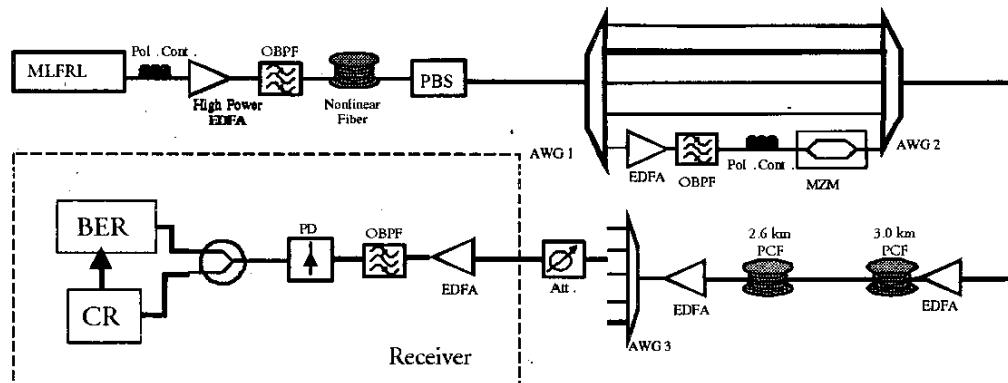 MLFRL
Pol . Cont .
High Power
EDFA
OBPF
Nonlinear
Fiber
PBS
AWG 1
EDFA
OBPF
Pol . Cont .
MZM
AWG 2
BER
CR
PD
OBPF
EDFA
Receiver
Att .
AWG 3
EDFA
2.6 km
PCF
3.0 km
PCF
EDFA